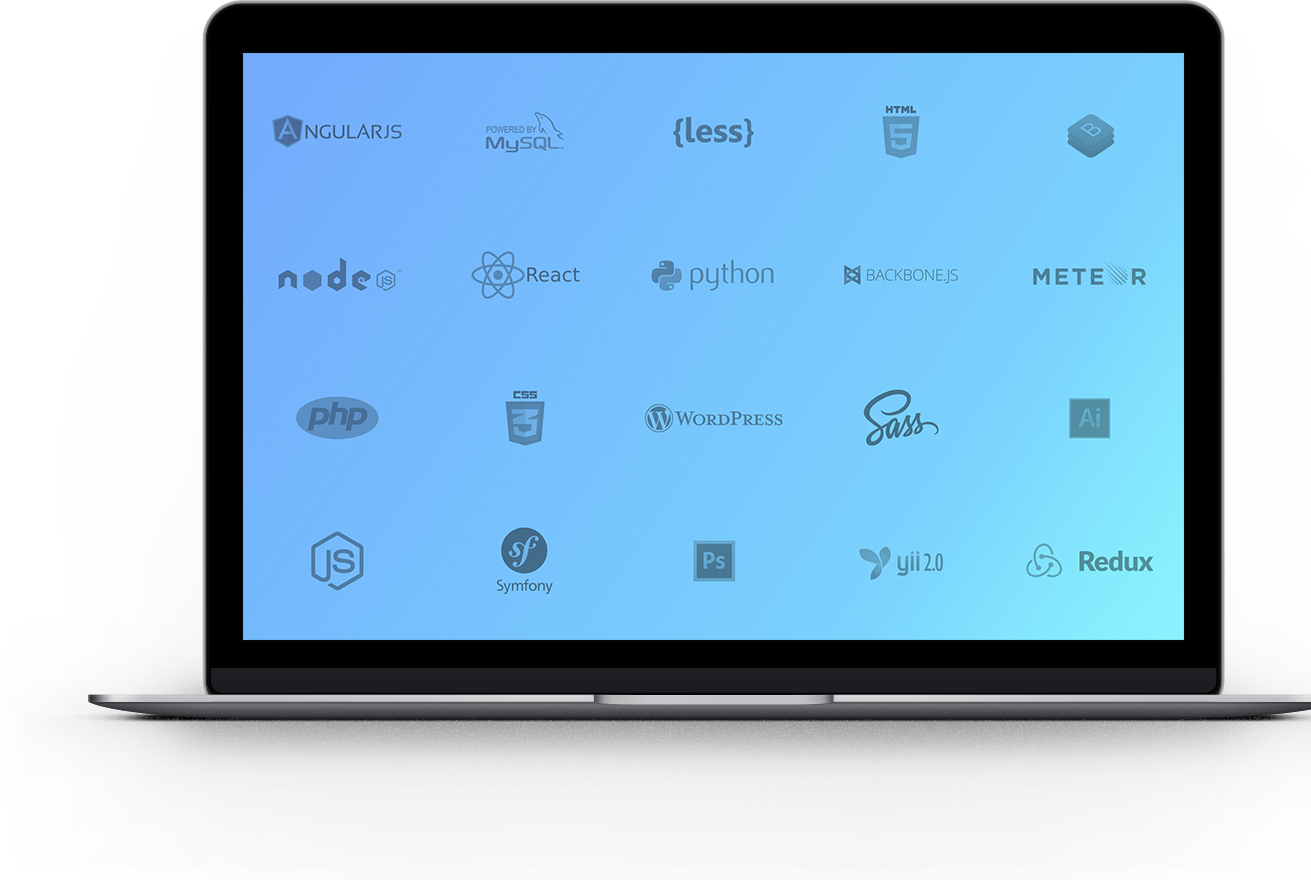 ANGULARJS
POWERED BY
MySQL
{less}
HTML
5
B
node
JS
React
python
BACKBONE.JS
METEOR
php
CSS
3
W WORDPRESS
Sass
Ai
JS
sf
Symfony
Ps
yii 2.0
Redux